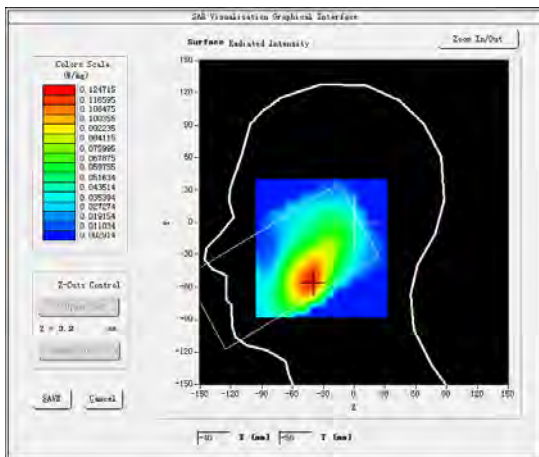 SAR Visualisation Graphical Interface
Surface Radiated Intensity
Zoom In/Out
Colors Scale
(W/kg)
0.124715
0.116595
0.108475
0.100355
0.092235
0.084115
0.075995
0.067875
0.059755
0.051634
0.043514
0.035394
0.027274
0.019154
0.011034
0.002914
Z-Cuts Control
Z = 3.2 mm
SAVE
Cancel
150
120
90
60
30
0
-30
-60
-90
-120
-150
-150 -120 -90 -60 -30 0 30 60 90 120 150
X
-40 X (mm) -50 Y (mm)